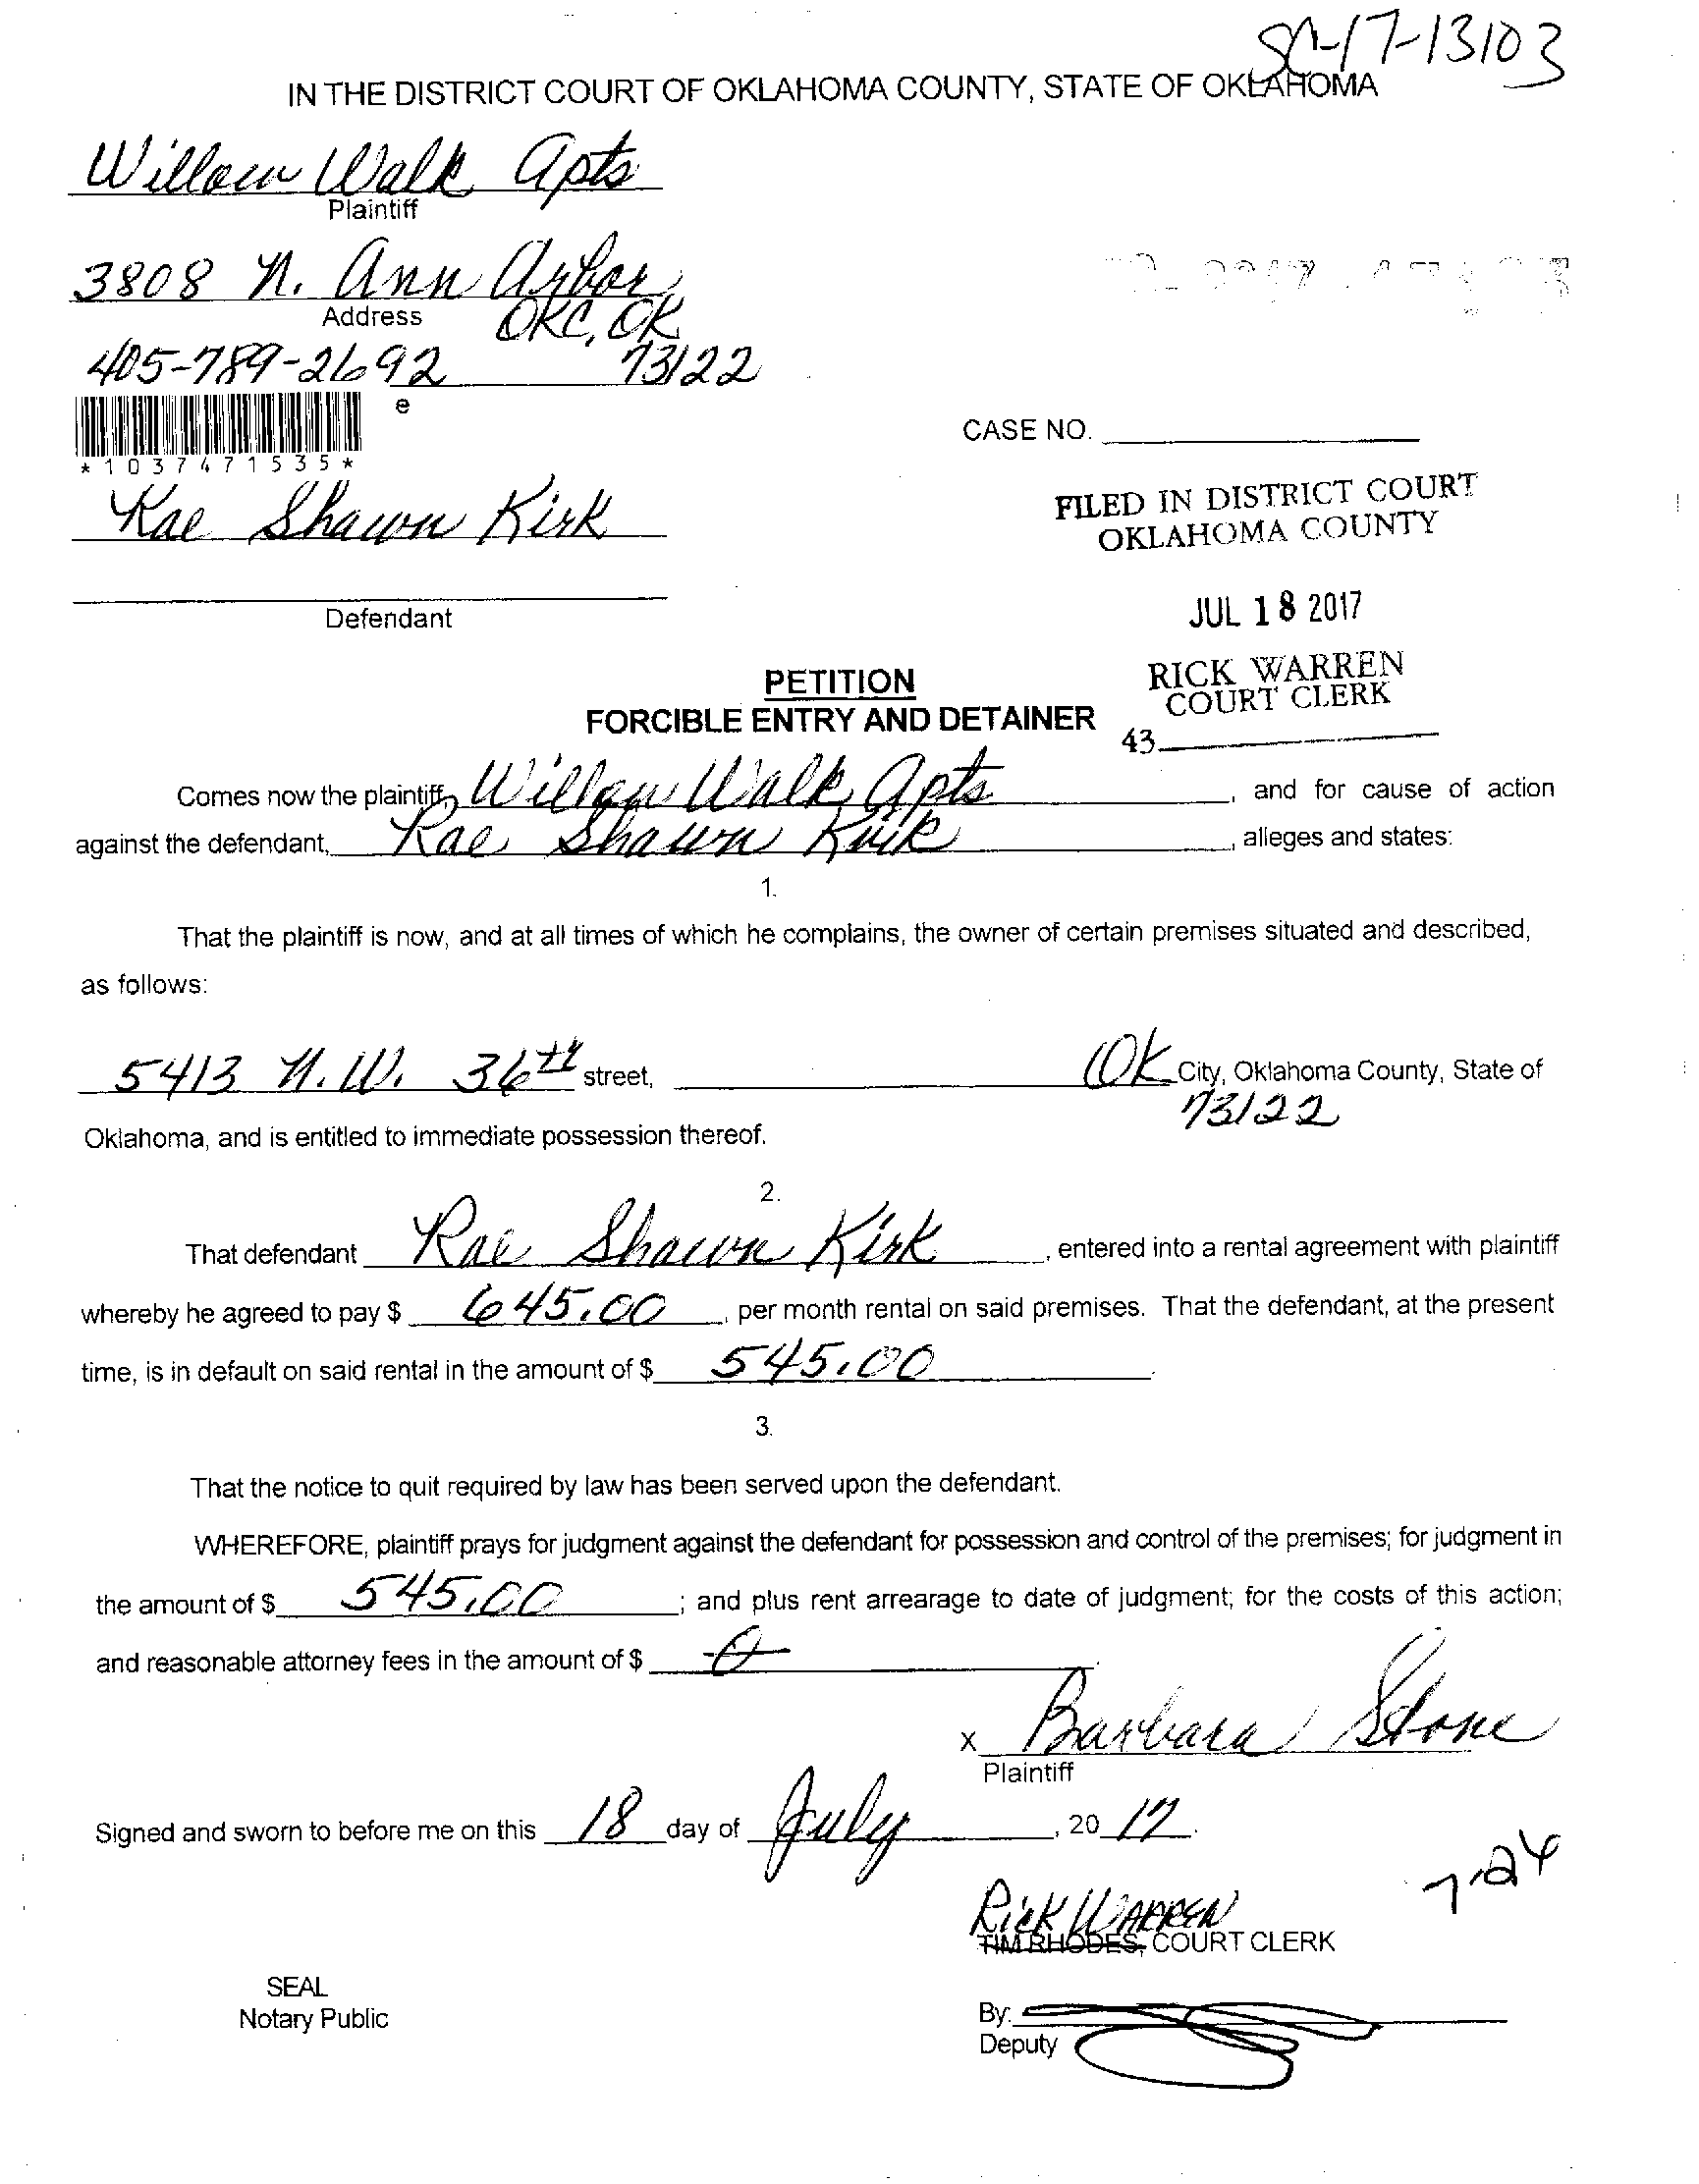 SC-17-13103
IN THE DISTRICT COURT OF OKLAHOMA COUNTY, STATE OF OKLAHOMA
Willow Walk Apts
Plaintiff
3808 N. Ann Arbor
Address
OKC, OK
405-789-2692 73122
e
CASE NO.
*1037471535*
Rae Shawn Kirk
FILED IN DISTRICT COURT
OKLAHOMA COUNTY
Defendant
JUL 18 2017
RICK WARREN
COURT CLERK
43
PETITION
FORCIBLE ENTRY AND DETAINER
Comes now the plaintiff, Willow Walk Apts, and for cause of action
against the defendant, Rae Shawn Kirk, alleges and states:
1.
That the plaintiff is now, and at all times of which he complains, the owner of certain premises situated and described,
as follows:
5413 N.W. 36th street, OK City, Oklahoma County, State of
73122
Oklahoma, and is entitled to immediate possession thereof.
2.
That defendant Rae Shawn Kirk, entered into a rental agreement with plaintiff
whereby he agreed to pay $ 645.00, per month rental on said premises. That the defendant, at the present
time, is in default on said rental in the amount of $ 545.00.
3.
That the notice to quit required by law has been served upon the defendant.
WHEREFORE, plaintiff prays for judgment against the defendant for possession and control of the premises; for judgment in
the amount of $ 545.00; and plus rent arrearage to date of judgment; for the costs of this action;
and reasonable attorney fees in the amount of $ 0
x Barbara Stone
Plaintiff
Signed and sworn to before me on this 18 day of July, 20 17.
7-24
Rick WARREN
TIM RHODES, COURT CLERK
SEAL
Notary Public
By:
Deputy